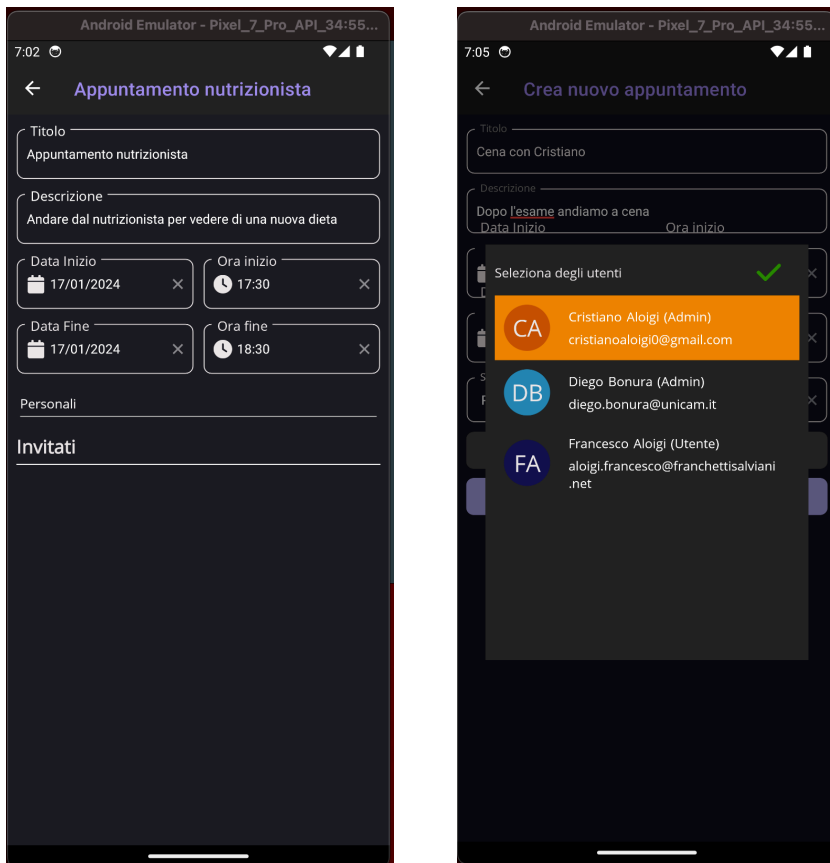 Android Emulator - Pixel_7_Pro_API_34:55...
7:02
Appuntamento nutrizionista
Titolo
Appuntamento nutrizionista
Descrizione
Andare dal nutrizionista per vedere di una nuova dieta
Data Inizio
Ora inizio
17/01/2024
17:30
Data Fine
Ora fine
17/01/2024
18:30
Personali
Invitati
Android Emulator - Pixel_7_Pro_API_34:55...
7:05
Crea nuovo appuntamento
Titolo
Cena con Cristiano
Descrizione
Dopo l'esame andiamo a cena
Data Inizio
Ora inizio
Seleziona degli utenti
CA
Cristiano Aloigi (Admin)
cristianoaloigi0@gmail.com
DB
Diego Bonura (Admin)
diego.bonura@unicam.it
FA
Francesco Aloigi (Utente)
aloigi.francesco@franchettisalviani
.net